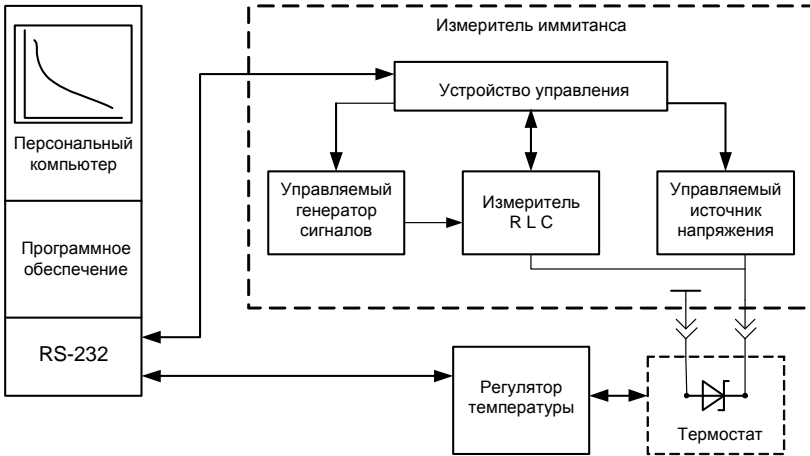 Измеритель иммитанса
Устройство управления
Персональный
компьютер
Управляемый
генератор
сигналов
Измеритель
R L C
Управляемый
источник
напряжения
Программное
обеспечение
RS-232
Регулятор
температуры
Термостат